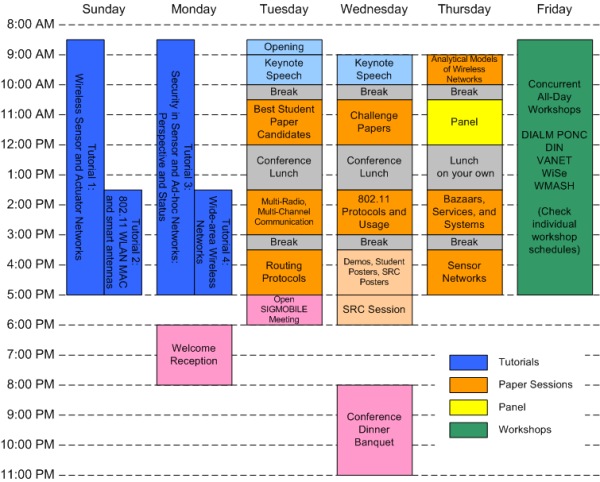 Sunday Monday Tuesday Wednesday Thursday Friday
8:00 AM
9:00 AM
10:00 AM
11:00 AM
12:00 PM
1:00 PM
2:00 PM
3:00 PM
4:00 PM
5:00 PM
6:00 PM
7:00 PM
8:00 PM
9:00 PM
10:00 PM
11:00 PM
Tutorial 1:
Wireless Sensor and Actuator Networks
Tutorial 2:
802.11 WLAN MAC
and smart antennas
Tutorial 3:
Security in Sensor and Ad-hoc Networks:
Perspective and Status
Tutorial 4:
Wide-area Wireless
Networks
Welcome
Reception
Opening
Keynote
Speech
Break
Best Student
Paper
Candidates
Conference
Lunch
Multi-Radio,
Multi-Channel
Communication
Break
Routing
Protocols
Open
SIGMOBILE
Meeting
Keynote
Speech
Break
Challenge
Papers
Conference
Lunch
802.11
Protocols and
Usage
Break
Demos, Student
Posters, SRC
Posters
SRC Session
Conference
Dinner
Banquet
Analytical Models
of Wireless
Networks
Break
Panel
Lunch
on your own
Bazaars,
Services, and
Systems
Break
Sensor
Networks
Concurrent
All-Day
Workshops
DIALM PONC
DIN
VANET
WiSe
WMASH
(Check
individual
workshop
schedules)
Tutorials
Paper Sessions
Panel
Workshops